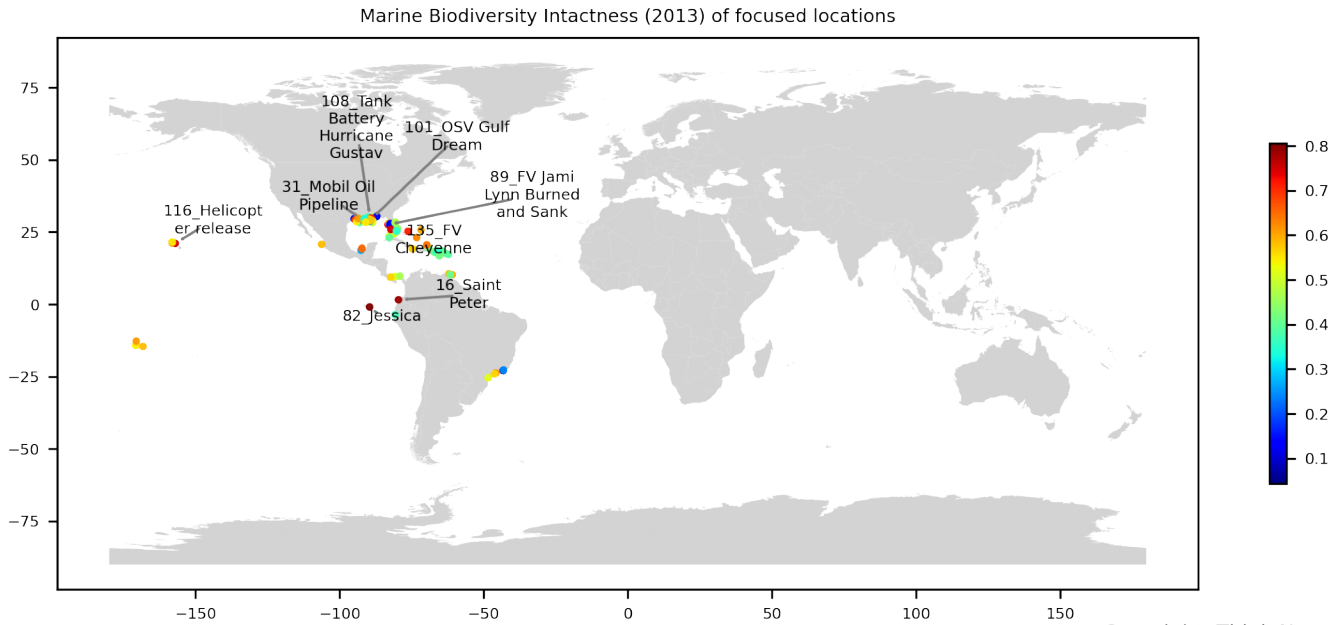 Marine Biodiversity Intactness (2013) of focused locations
75
50
25
0
−25
−50
−75
−150
−100
−50
0
50
100
150
108_Tank
Battery
Hurricane
Gustav
101_OSV Gulf
Dream
89_FV Jami
Lynn Burned
and Sank
31_Mobil Oil
Pipeline
116_Helicopt
er release
135_FV
Cheyenne
16_Saint
Peter
82_Jessica
0.8
0.7
0.6
0.5
0.4
0.3
0.2
0.1